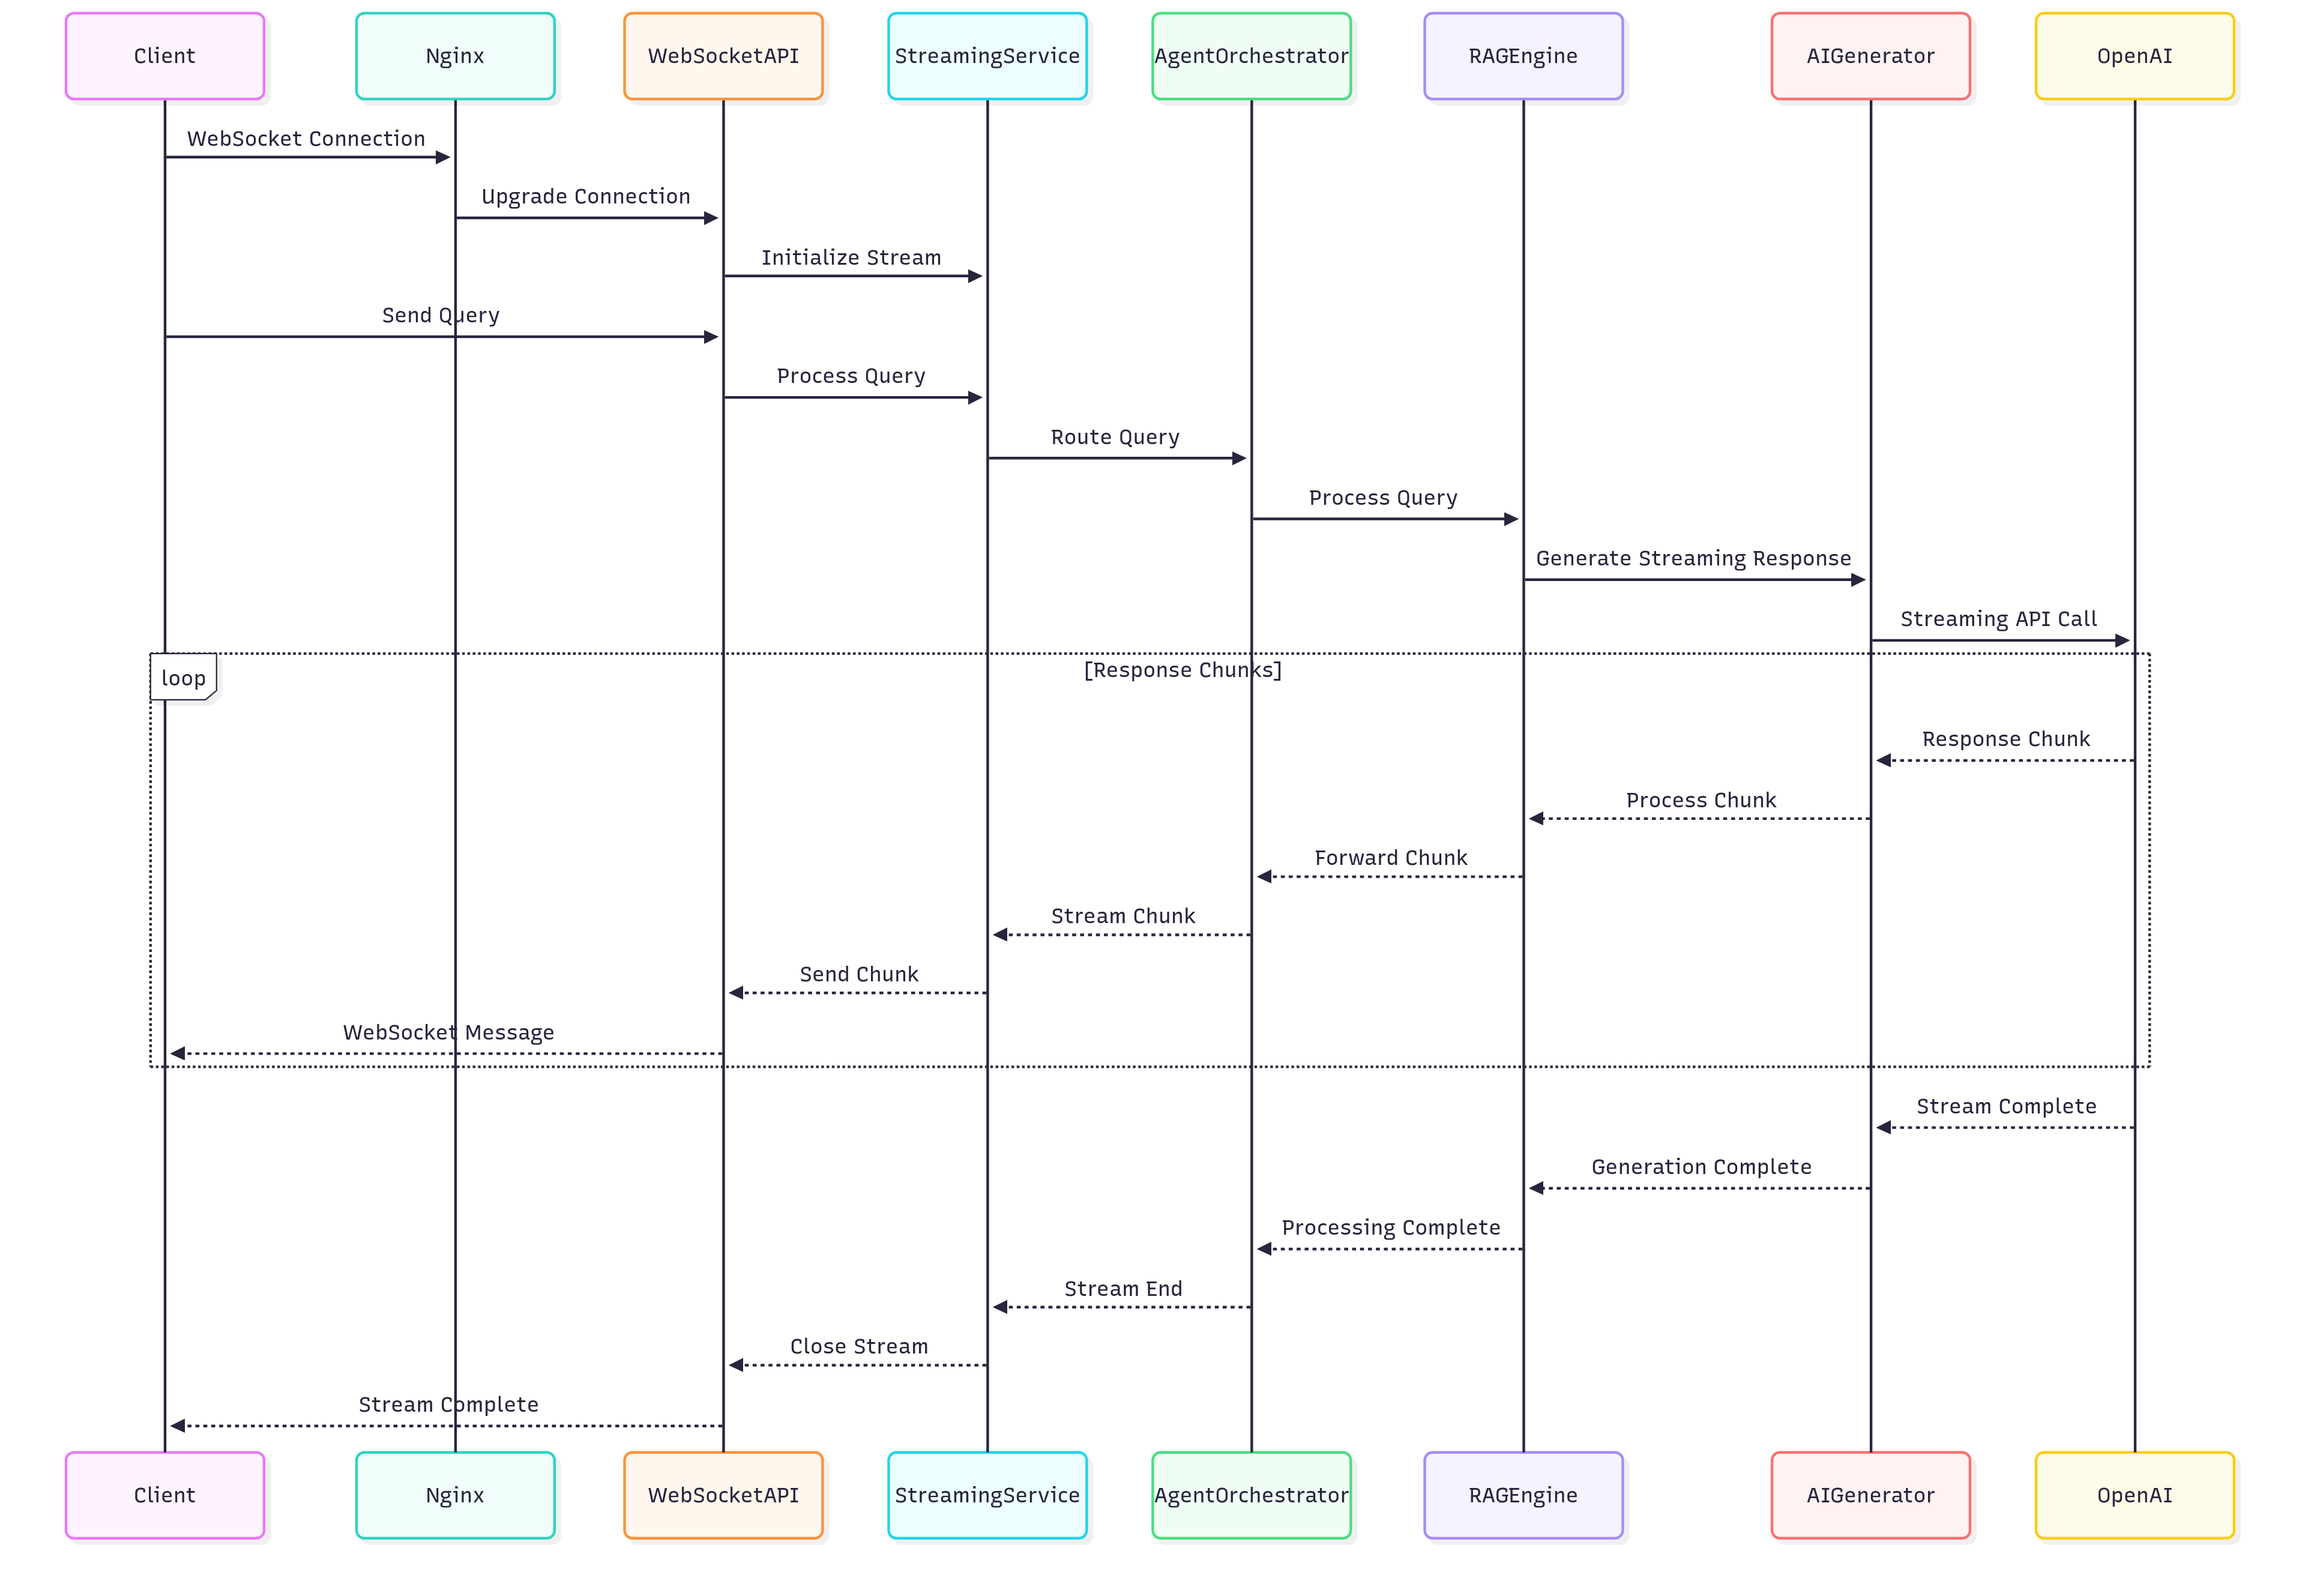 Client
Nginx
WebSocketAPI
StreamingService
AgentOrchestrator
RAGEngine
AIGenerator
OpenAI
WebSocket Connection
Upgrade Connection
Initialize Stream
Send Query
Process Query
Route Query
Process Query
Generate Streaming Response
Streaming API Call
loop
[Response Chunks]
Response Chunk
Process Chunk
Forward Chunk
Stream Chunk
Send Chunk
WebSocket Message
Stream Complete
Generation Complete
Processing Complete
Stream End
Close Stream
Stream Complete
Client
Nginx
WebSocketAPI
StreamingService
AgentOrchestrator
RAGEngine
AIGenerator
OpenAI